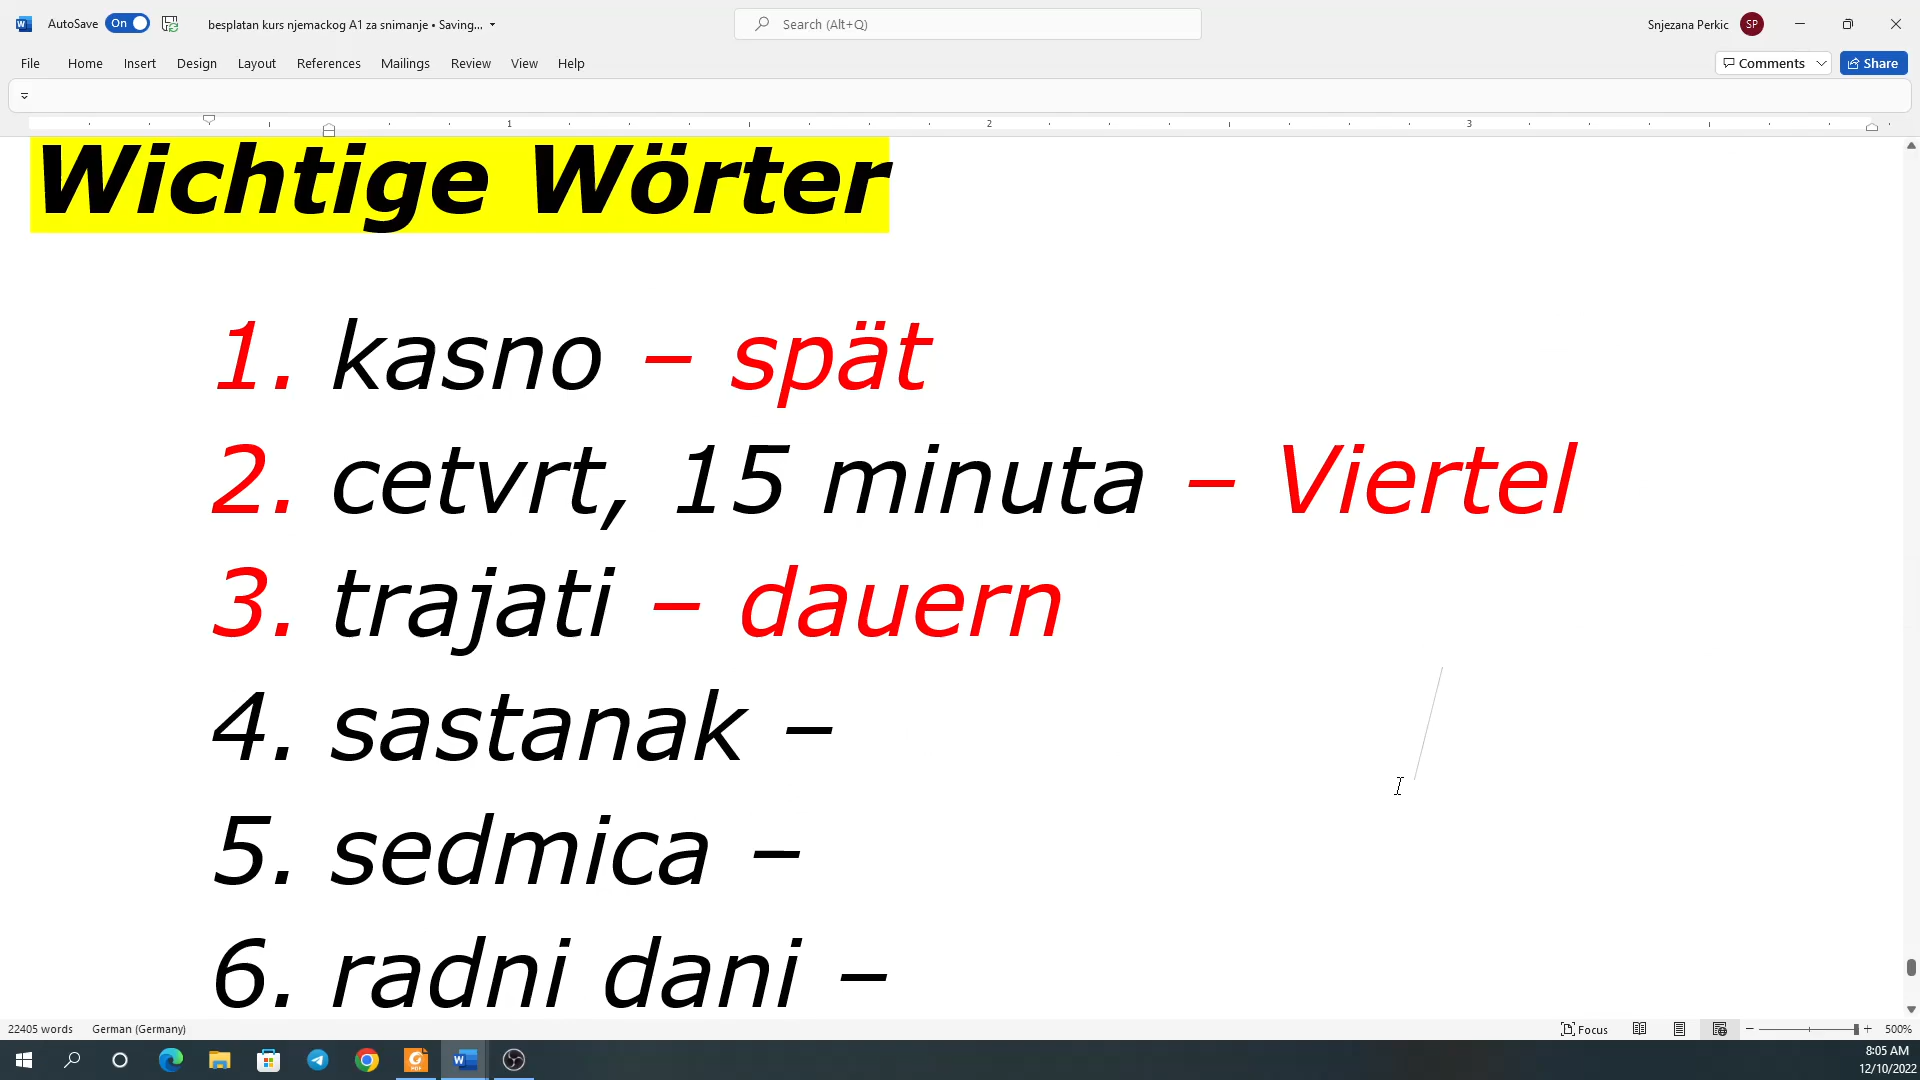 AutoSave On besplatan kurs njemackog A1 za snimanje • Saving... Search (Alt+Q) Snjezana Perkic SP
File Home Insert Design Layout References Mailings Review View Help Comments Share
1 2 3
Wichtige Wörter
1. kasno – spät
2. cetvrt, 15 minuta – Viertel
3. trajati – dauern
4. sastanak –
5. sedmica –
6. radni dani –
22405 words German (Germany) Focus 500%
8:05 AM
12/10/2022